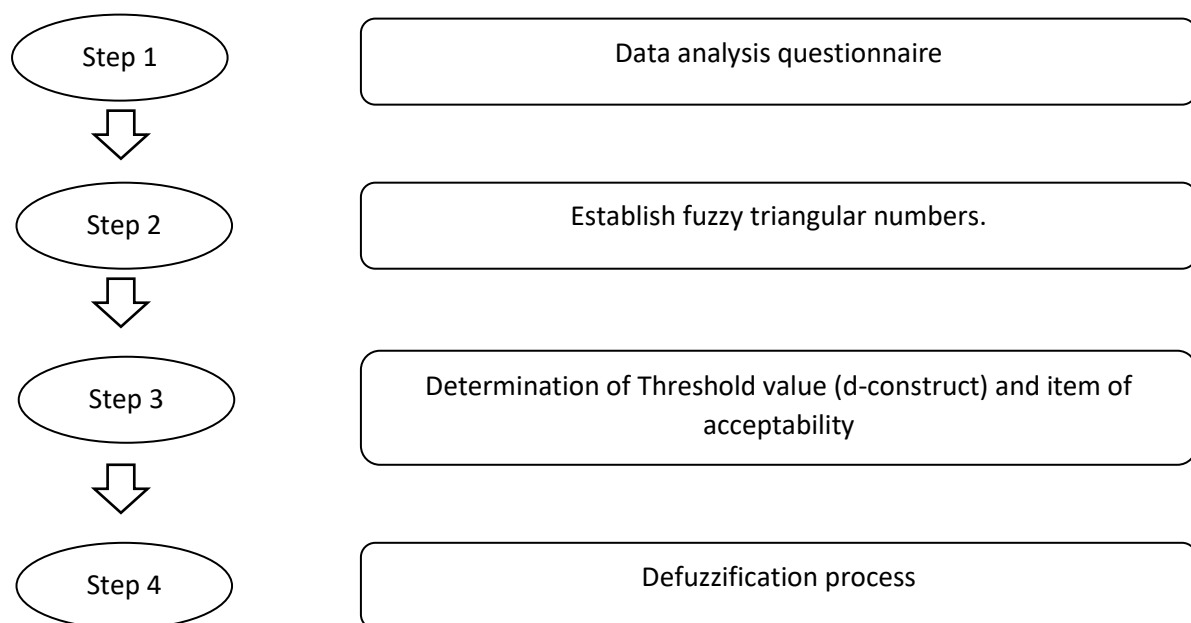 Step 1
Data analysis questionnaire
Step 2
Establish fuzzy triangular numbers.
Step 3
Determination of Threshold value (d-construct) and item of
acceptability
Step 4
Defuzzification process